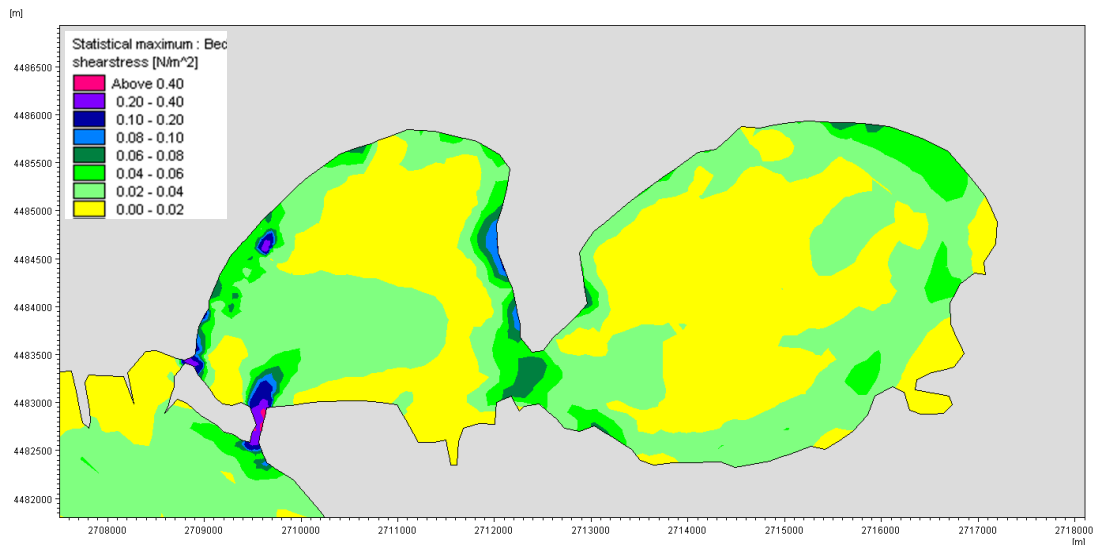 [m]
Statistical maximum : Bed
shearstress [N/m^2]
Above 0.40
0.20 - 0.40
0.10 - 0.20
0.08 - 0.10
0.06 - 0.08
0.04 - 0.06
0.02 - 0.04
0.00 - 0.02
4486500
4486000
4485500
4485000
4484500
4484000
4483500
4483000
4482500
4482000
2708000 2709000 2710000 2711000 2712000 2713000 2714000 2715000 2716000 2717000 2718000
[m]